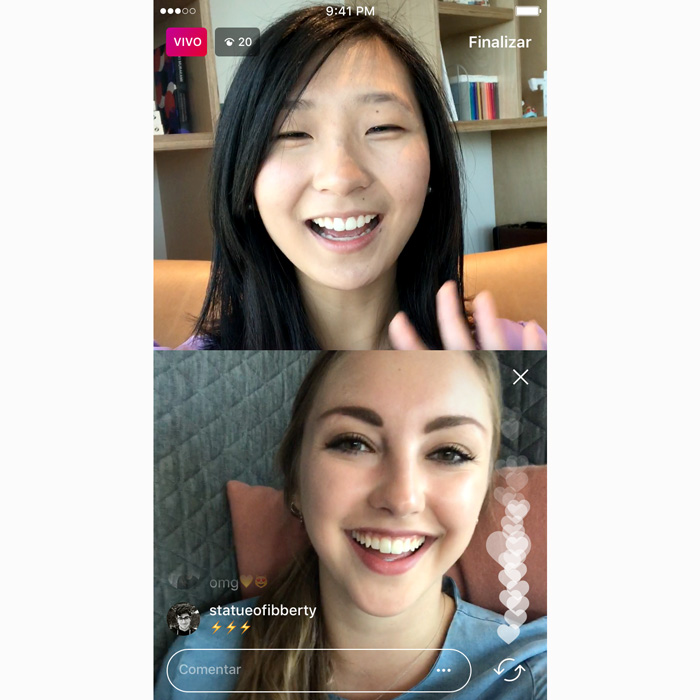 9:41 PM
VIVO
20
Finalizar
omg🧡😍
statueofibberty
⚡⚡⚡
Comentar